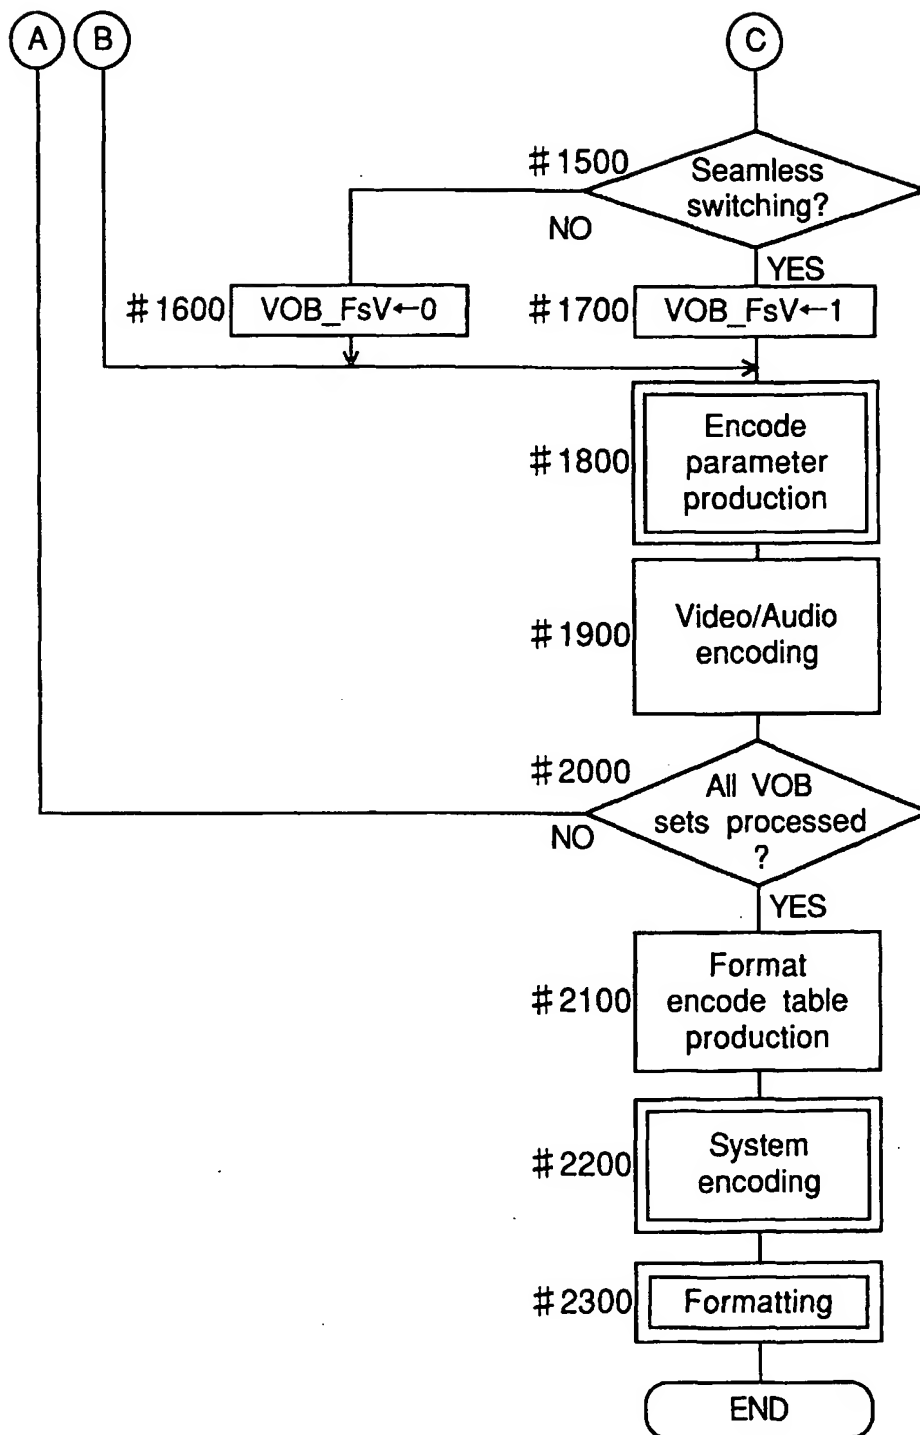 A
B
C
#1500
Seamless
switching?
NO
YES
#1600
VOB_FsV←0
#1700
VOB_FsV←1
#1800
Encode
parameter
production
#1900
Video/Audio
encoding
#2000
All VOB
sets processed
?
NO
YES
#2100
Format
encode table
production
#2200
System
encoding
#2300
Formatting
END